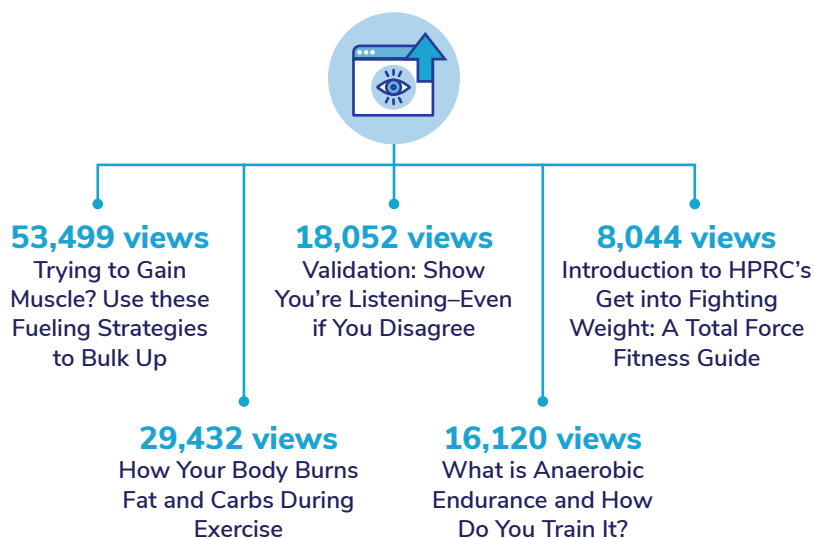 53,499 views
Trying to Gain
Muscle? Use these
Fueling Strategies
to Bulk Up
18,052 views
Validation: Show
You’re Listening–Even
if You Disagree
8,044 views
Introduction to HPRC’s
Get into Fighting
Weight: A Total Force
Fitness Guide
29,432 views
How Your Body Burns
Fat and Carbs During
Exercise
16,120 views
What is Anaerobic
Endurance and How
Do You Train It?